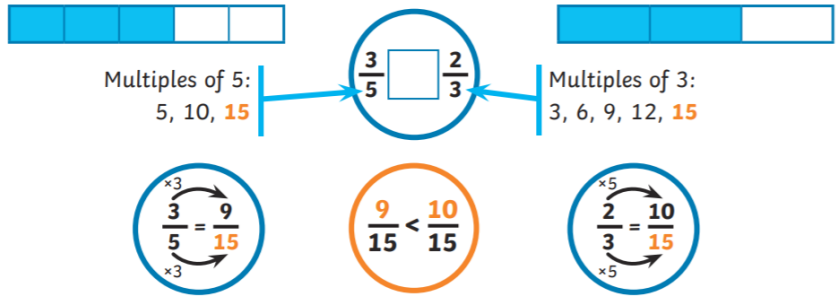 3/5 □ 2/3
Multiples of 5:
5, 10, 15
Multiples of 3:
3, 6, 9, 12, 15
×3
3/5 = 9/15
×3
9/15 < 10/15
×5
2/3 = 10/15
×5